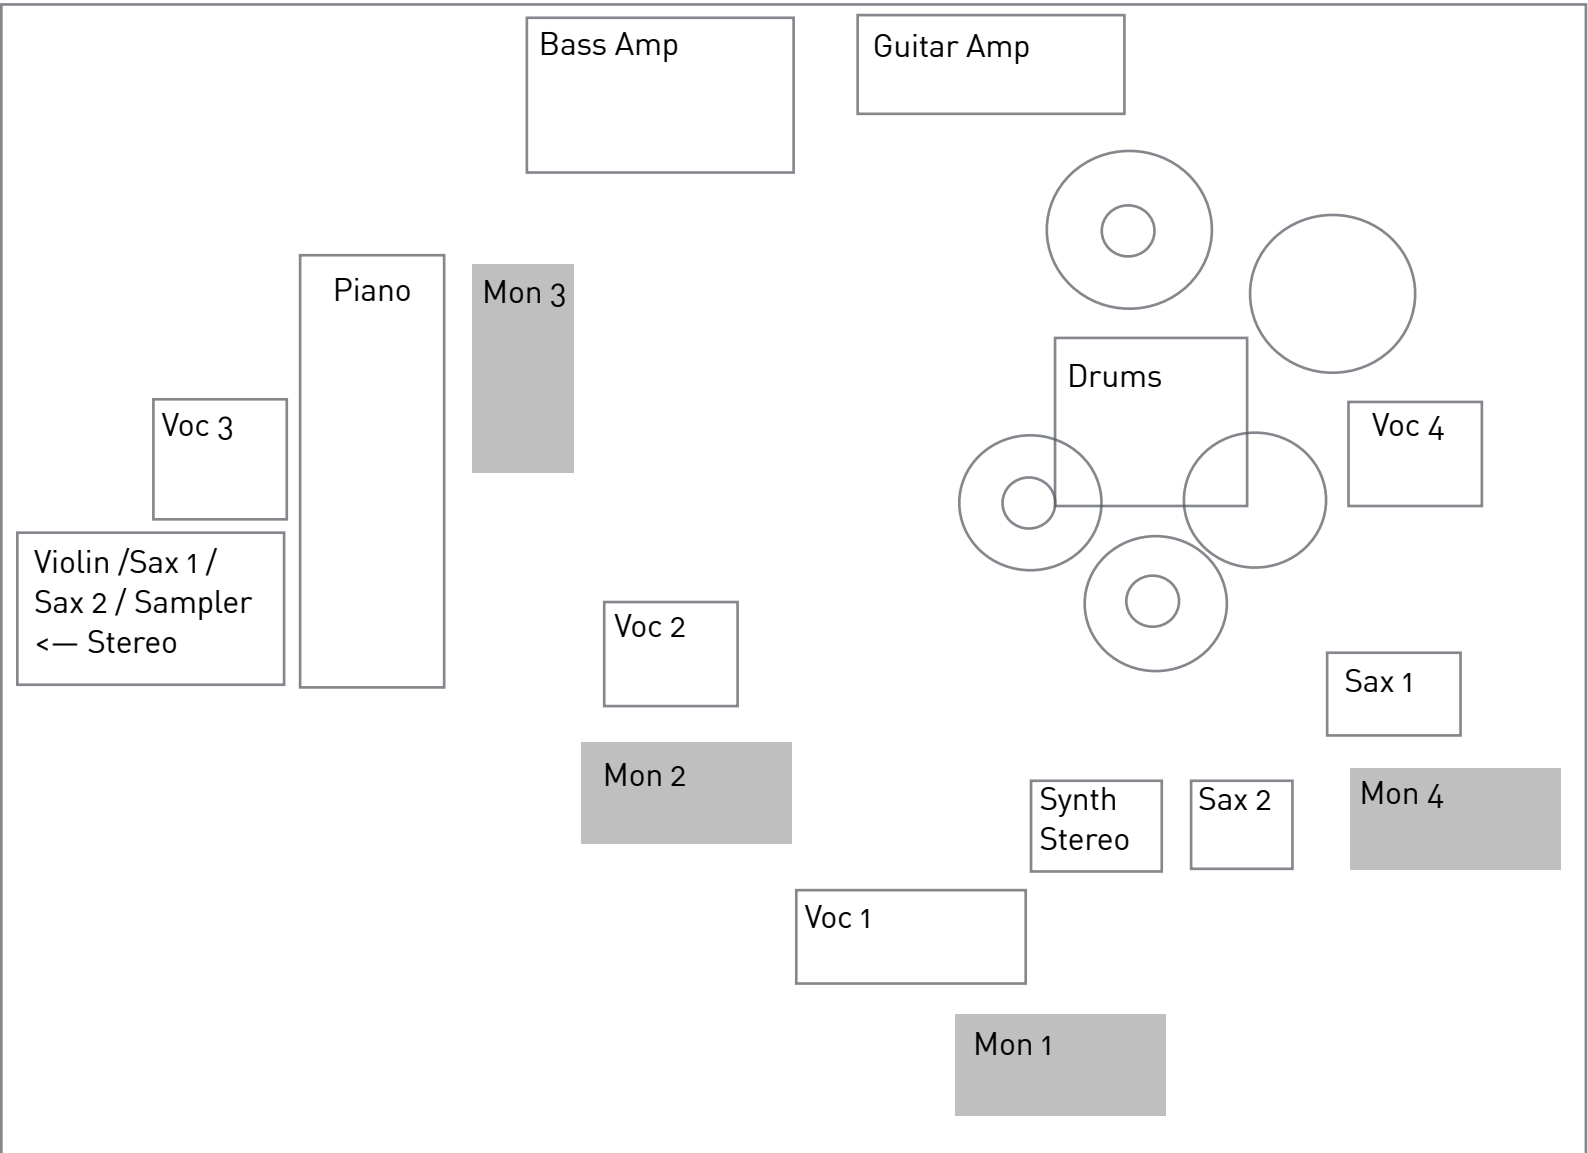 Bass Amp
Guitar Amp
Piano
Mon 3
Drums
Voc 3
Voc 4
Violin /Sax 1 /
Sax 2 / Sampler
<— Stereo
Voc 2
Sax 1
Mon 2
Synth
Stereo
Sax 2
Mon 4
Voc 1
Mon 1